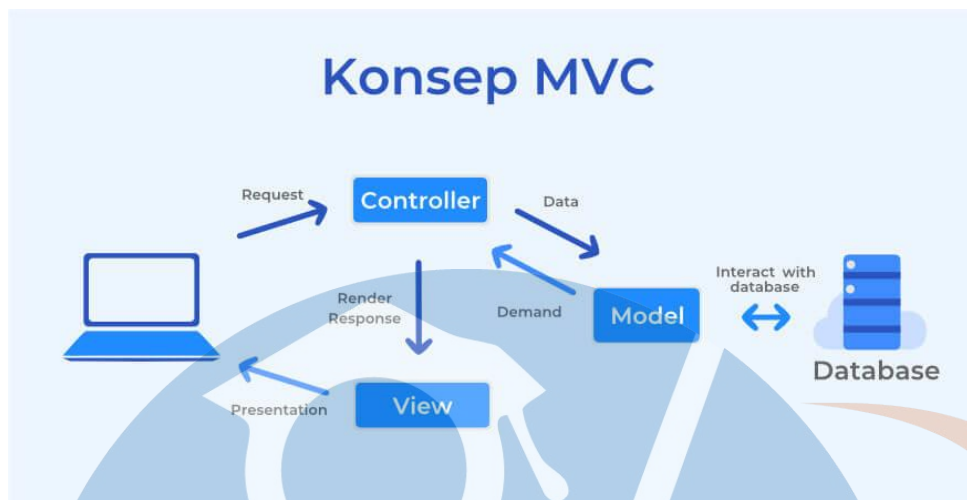 Konsep MVC
Request
Controller
Data
Interact with
database
Render
Response
Demand
Model
Database
Presentation
View